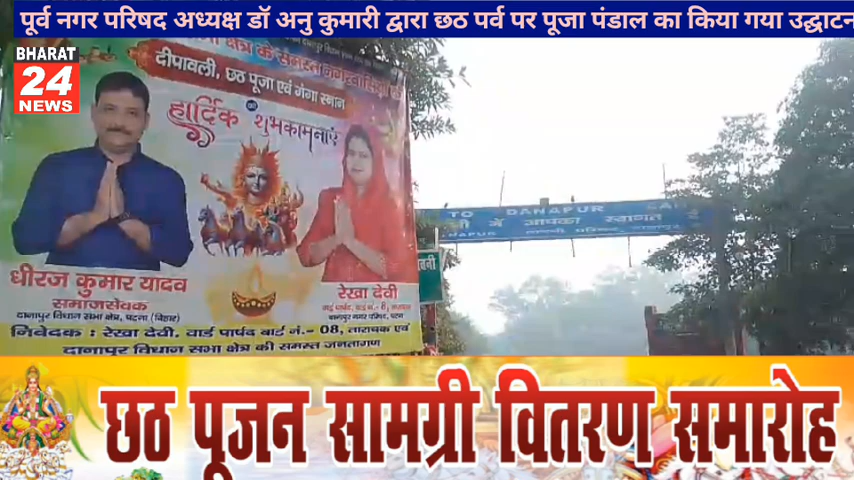 पूर्व नगर परिषद अध्यक्ष डॉ अनु कुमारी द्वारा छठ पर्व पर पूजा पंडाल का किया गया उद्घाटन
BHARAT
24
NEWS
क्षेत्र के समस्त
दीपावली, छठ पूजा एवं गंगा स्नान
की
हार्दिक शुभकामनाएं
TO DANAPUR
में आपका स्वागत है
धीरज कुमार यादव
समाजसेवक
दानापुर विधान सभा क्षेत्र, पटना (बिहार)
रेखा देवी
निवेदक : रेखा देवी, वार्ड पार्षद वार्ड नं.- 08, ताराचक एवं
दानापुर विधान सभा क्षेत्र की समस्त जनतागण
छठ पूजन सामग्री वितरण समारोह